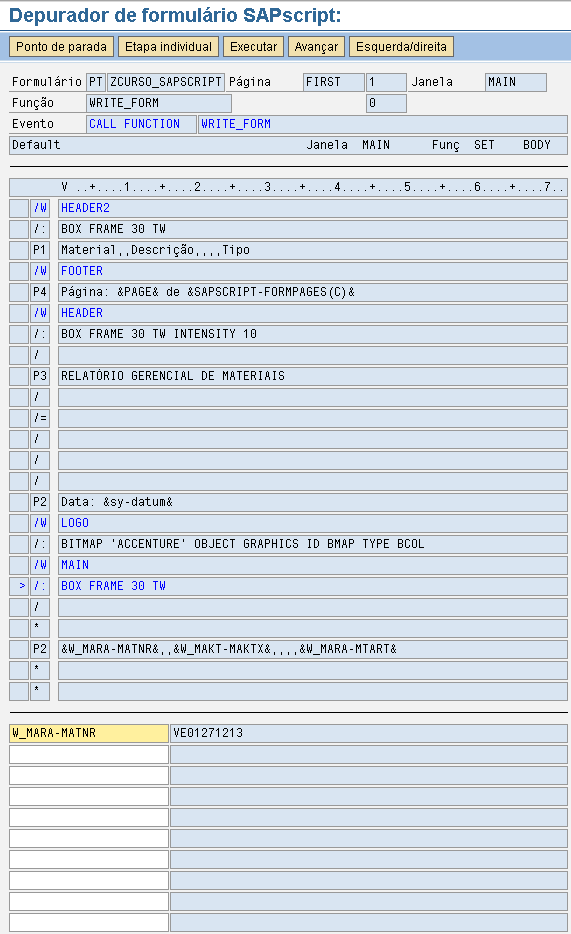 Depurador de formulário SAPscript:
Ponto de parada Etapa individual Executar Avançar Esquerda/direita
Formulário PT ZCURSO_SAPSCRIPT Página FIRST 1 Janela MAIN
Função WRITE_FORM 0
Evento CALL FUNCTION WRITE_FORM
Default Janela MAIN Funç SET BODY
V ..+....1....+....2....+....3....+....4....+....5....+....6....+....7..
/W HEADER2
/: BOX FRAME 30 TW
P1 Material,,Descrição,,,,Tipo
/W FOOTER
P4 Página: &PAGE& de &SAPSCRIPT-FORMPAGES(C)&
/W HEADER
/: BOX FRAME 30 TW INTENSITY 10
/
P3 RELATÓRIO GERENCIAL DE MATERIAIS
/
/=
/
/
/
P2 Data: &sy-datum&
/W LOGO
/: BITMAP 'ACCENTURE' OBJECT GRAPHICS ID BMAP TYPE BCOL
/W MAIN
> /: BOX FRAME 30 TW
/
*
P2 &W_MARA-MATNR&,,&W_MAKT-MAKTX&,,,,&W_MARA-MTART&
*
*
W_MARA-MATNR VE01271213